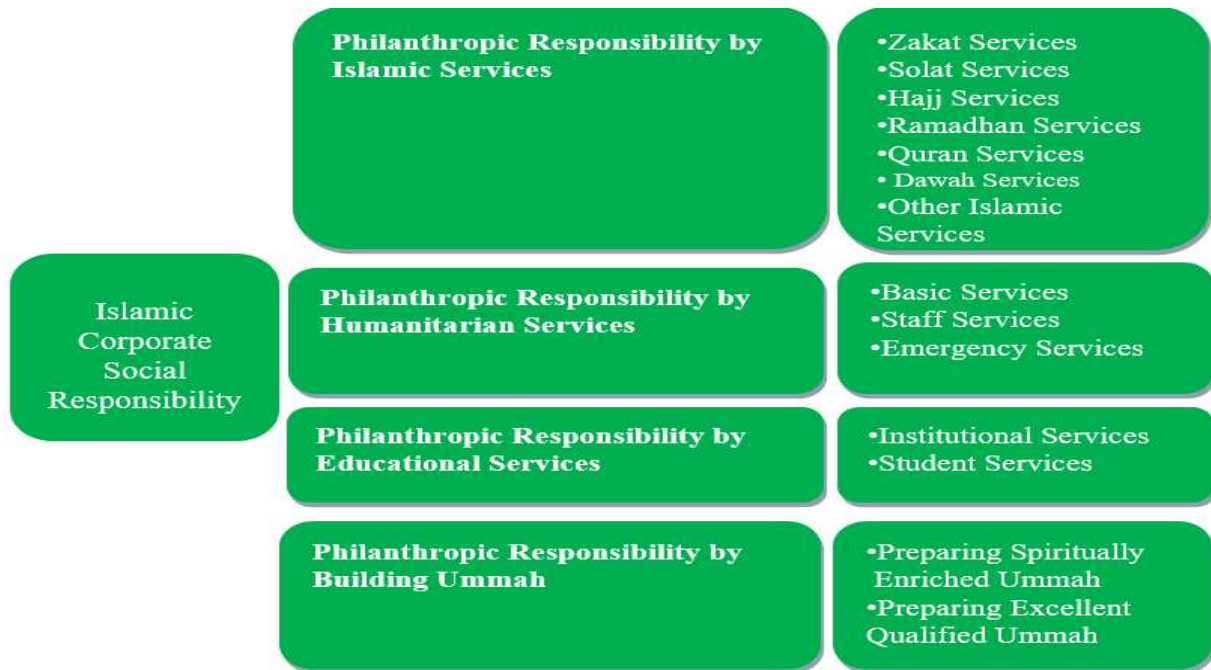 Philanthropic Responsibility by
Islamic Services
•Zakat Services
•Solat Services
•Hajj Services
•Ramadhan Services
•Quran Services
• Dawah Services
•Other Islamic
Services
Islamic
Corporate
Social
Responsibility
Philanthropic Responsibility by
Humanitarian Services
•Basic Services
•Staff Services
•Emergency Services
Philanthropic Responsibility by
Educational Services
•Institutional Services
•Student Services
Philanthropic Responsibility by
Building Ummah
•Preparing Spiritually
Enriched Ummah
•Preparing Excellent
Qualified Ummah